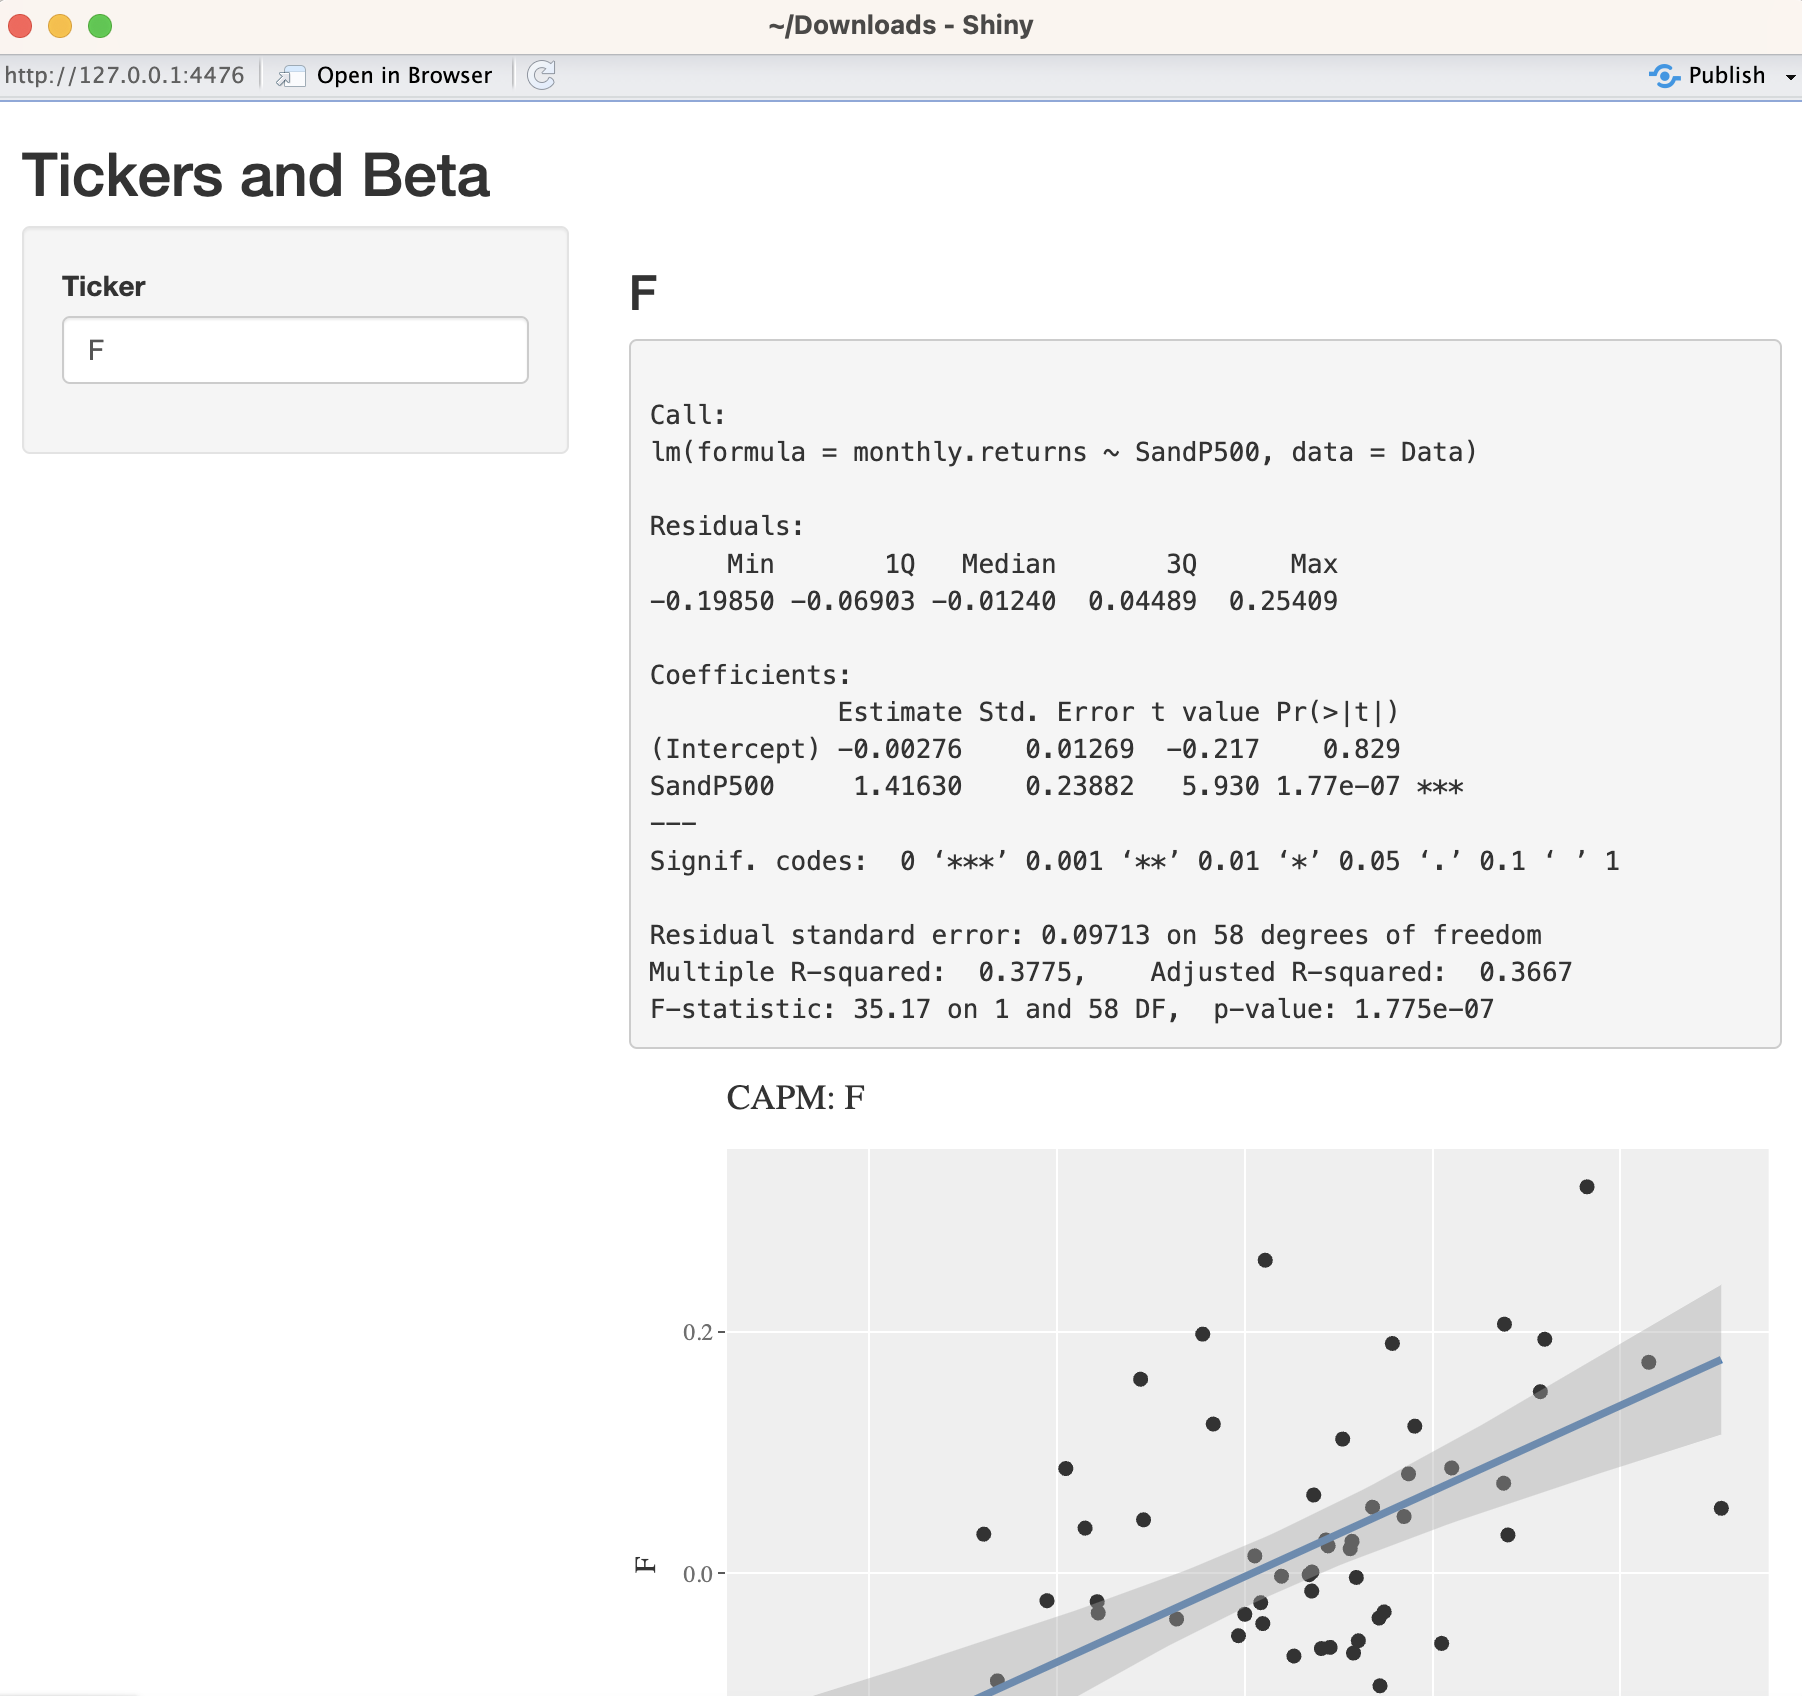 ~/Downloads - Shiny
http://127.0.0.1:4476 Open in Browser Publish
Tickers and Beta
Ticker
F
F
Call:
lm(formula = monthly.returns ~ SandP500, data = Data)
Residuals:
Min 1Q Median 3Q Max
-0.19850 -0.06903 -0.01240 0.04489 0.25409
Coefficients:
Estimate Std. Error t value Pr(>|t|)
(Intercept) -0.00276 0.01269 -0.217 0.829
SandP500 1.41630 0.23882 5.930 1.77e-07 ***
---
Signif. codes: 0 ‘***’ 0.001 ‘**’ 0.01 ‘*’ 0.05 ‘.’ 0.1 ‘ ’ 1
Residual standard error: 0.09713 on 58 degrees of freedom
Multiple R-squared: 0.3775, Adjusted R-squared: 0.3667
F-statistic: 35.17 on 1 and 58 DF, p-value: 1.775e-07
CAPM: F
0.2
F
0.0